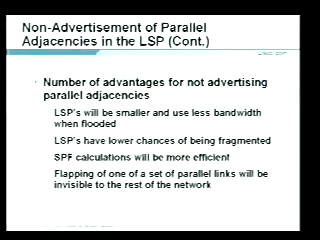 Non-Advertisement of Parallel
Adjacencies in the LSP (Cont.)
· Number of advantages for not advertising
parallel adjacencies
LSP's will be smaller and use less bandwidth
when flooded
LSP's have lower chances of being fragmented
SPF calculations will be more efficient
Flapping of one of a set of parallel links will be
invisible to the rest of the network